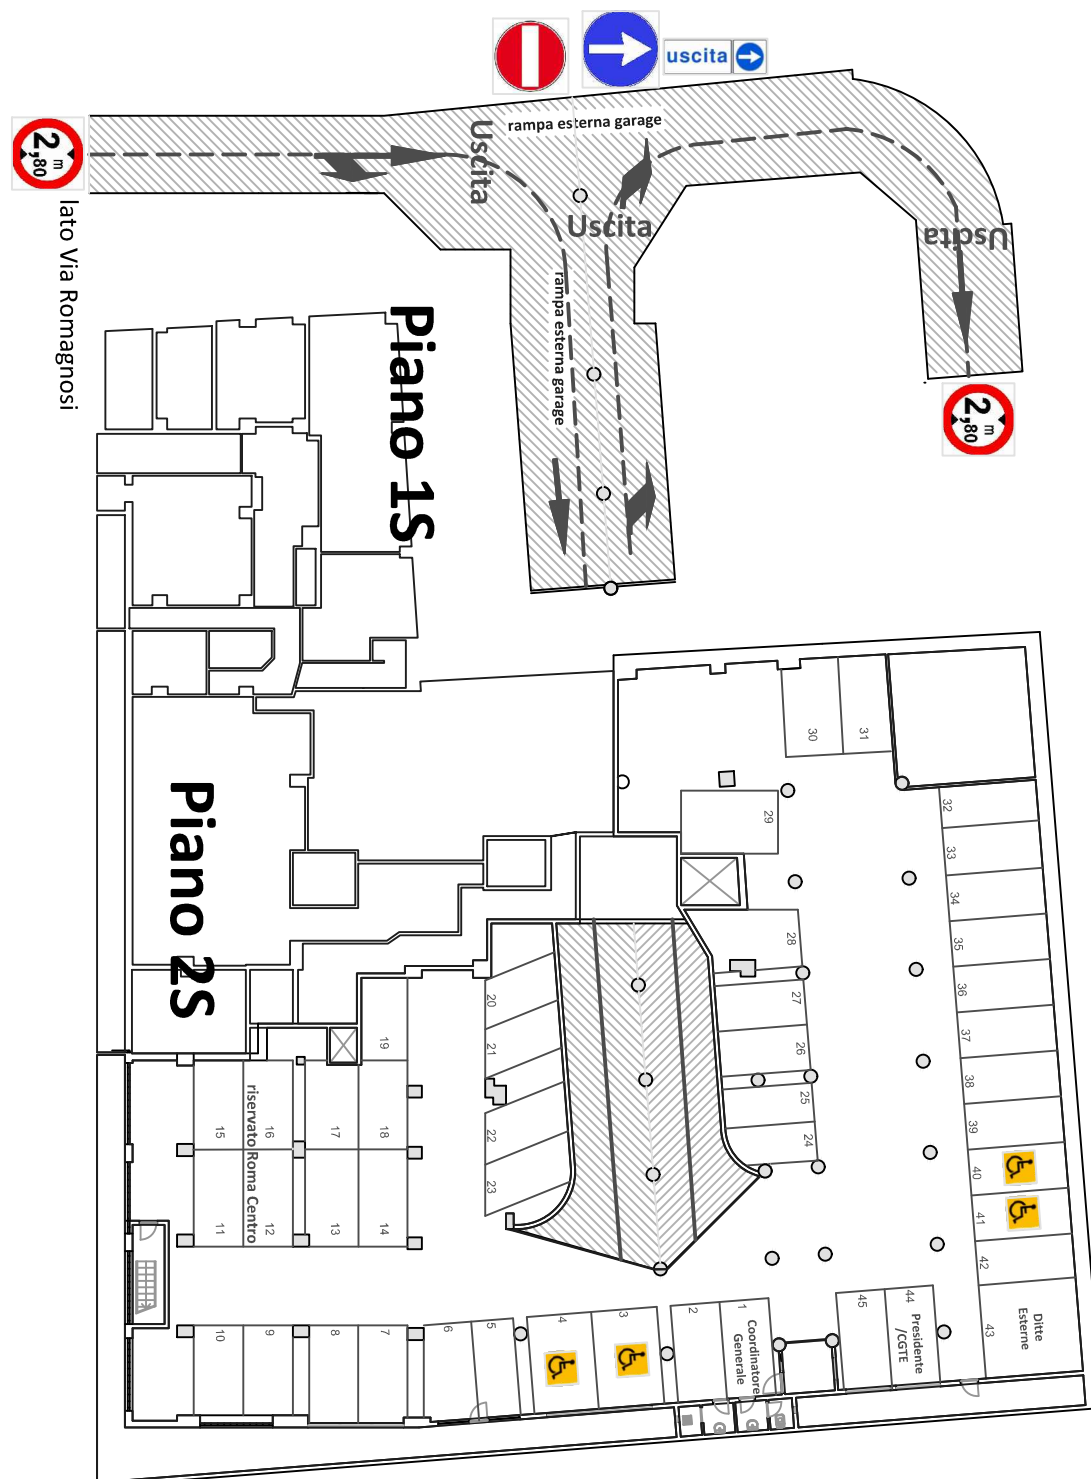 uscita
rampa esterna garage
Uscita
2,80 m
Uscita
Uscita
lato Via Romagnosi
rampa esterna garage
Piano 1S
2,80 m
30
31
29
32
33
34
35
36
37
38
39
40
41
42
43
Ditte
Esterne
28
27
26
25
24
Piano 2S
20
21
22
23
19
18
17
16
15
riservato Roma Centro
11
12
13
14
10
9
8
7
6
5
4
3
2
1
Coordinatore
Generale
45
44
Presidente
/CGTE